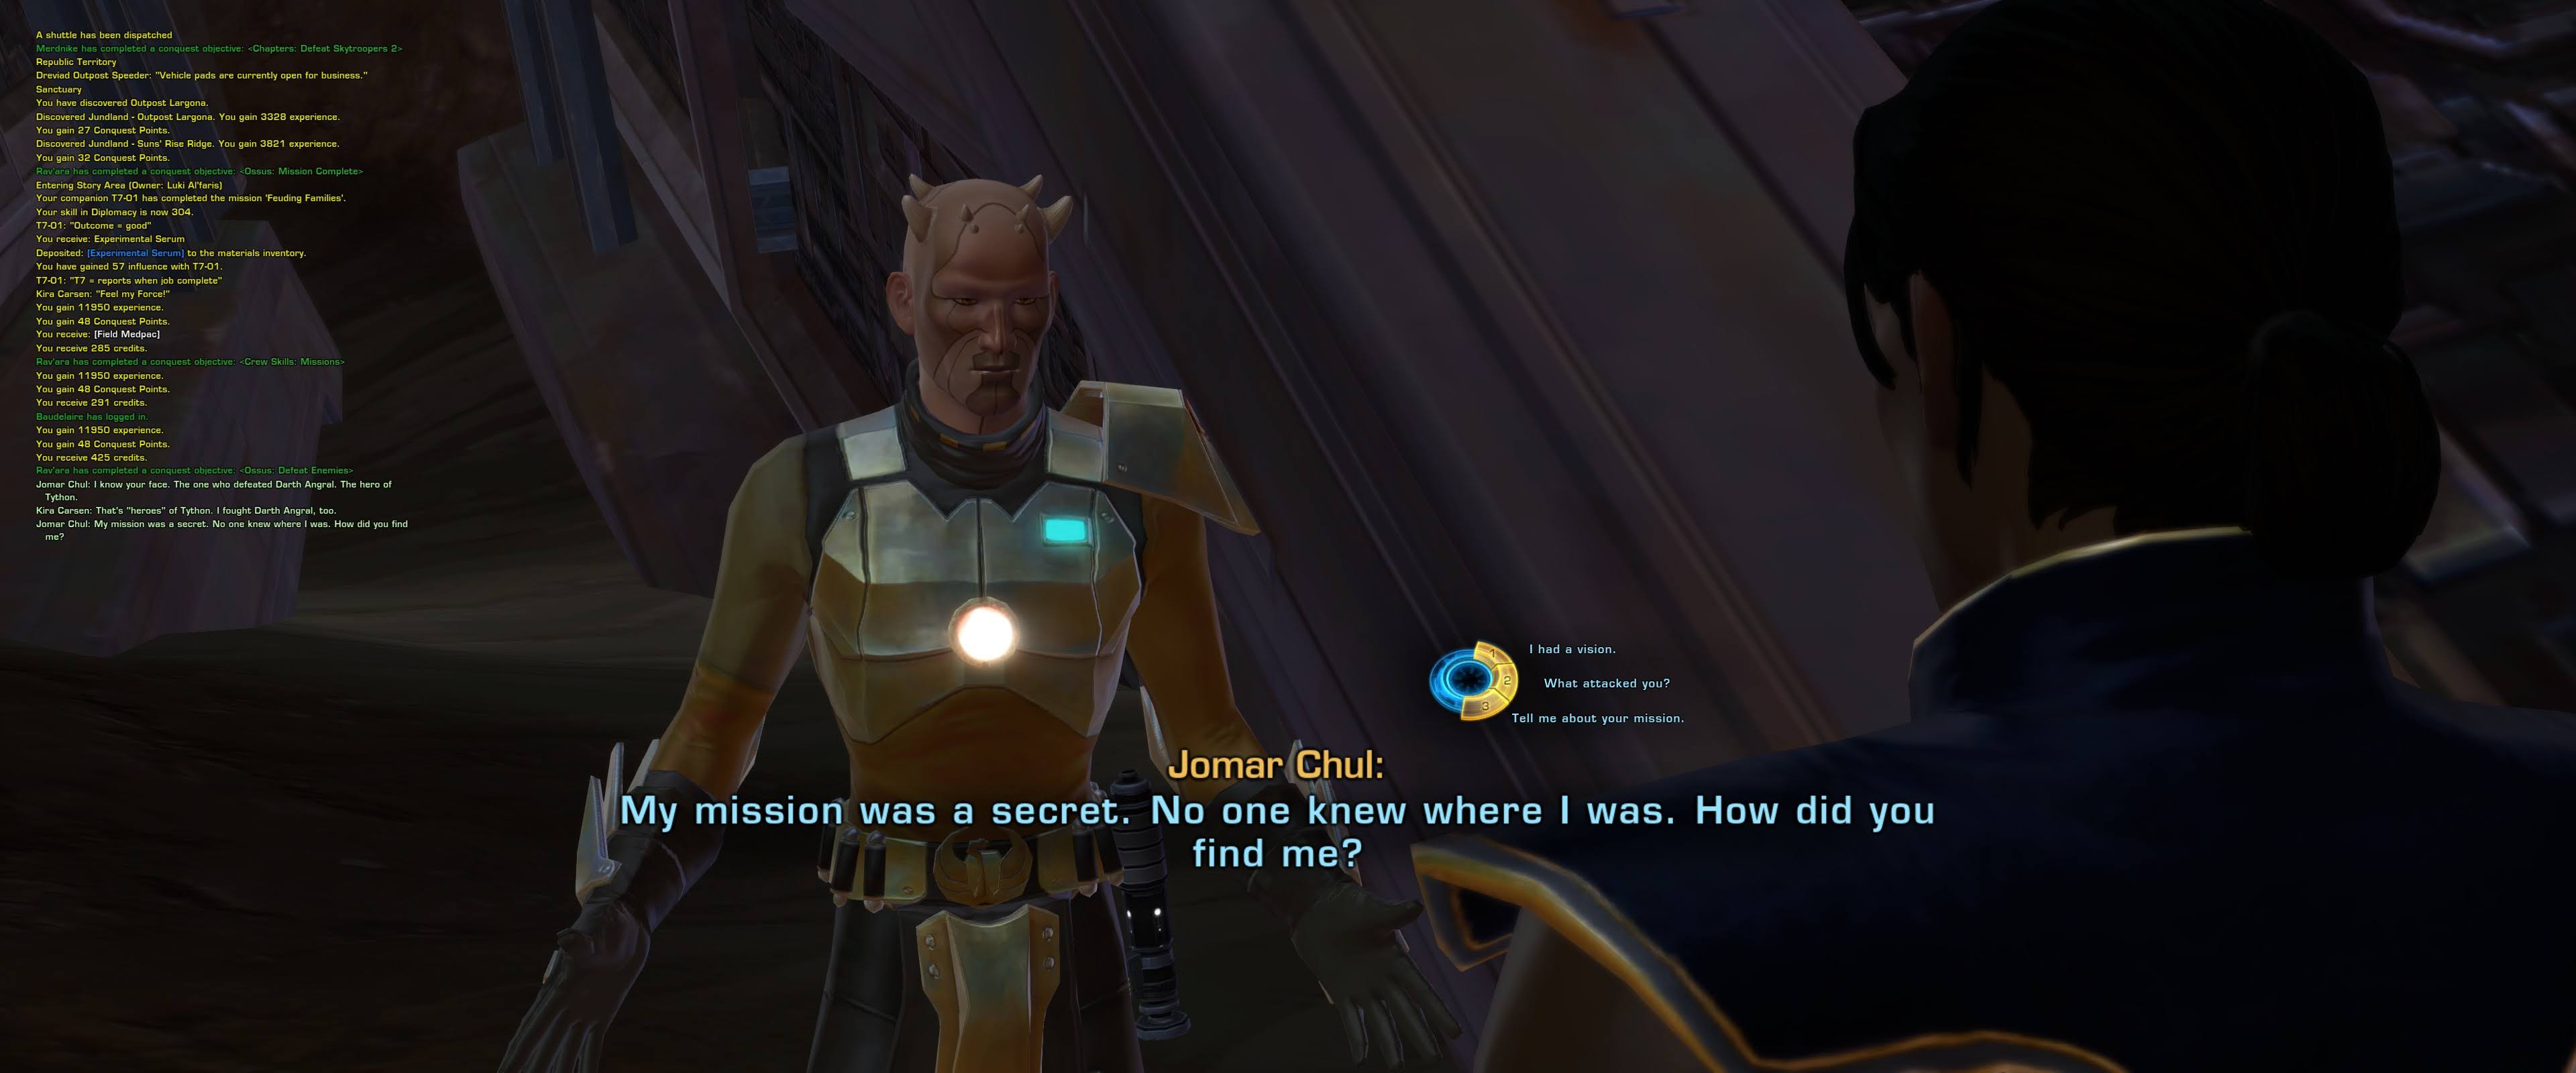 A shuttle has been dispatched
Merdnike has completed a conquest objective: <Chapters: Defeat Skytroopers 2>
Republic Territory
Dreviad Outpost Speeder: "Vehicle pads are currently open for business."
Sanctuary
You have discovered Outpost Largona.
Discovered Jundland - Outpost Largona. You gain 3328 experience.
You gain 27 Conquest Points.
Discovered Jundland - Suns' Rise Ridge. You gain 3821 experience.
You gain 32 Conquest Points.
Rav'ara has completed a conquest objective: <Ossus: Mission Complete>
Entering Story Area (Owner: Luki Al'faris)
Your companion T7-01 has completed the mission 'Feuding Families'.
Your skill in Diplomacy is now 304.
T7-01: "Outcome = good"
You receive: Experimental Serum
Deposited: [Experimental Serum] to the materials inventory.
You have gained 57 influence with T7-01.
T7-01: "T7 = reports when job complete"
Kira Carsen: "Feel my Force!"
You gain 11950 experience.
You gain 48 Conquest Points.
You receive: [Field Medpac]
You receive 285 credits.
Rav'ara has completed a conquest objective: <Crew Skills: Missions>
You gain 11950 experience.
You gain 48 Conquest Points.
You receive 291 credits.
Baudelaire has logged in.
You gain 11950 experience.
You gain 48 Conquest Points.
You receive 425 credits.
Rav'ara has completed a conquest objective: <Ossus: Defeat Enemies>
Jomar Chul: I know your face. The one who defeated Darth Angral. The hero of
Tython.
Kira Carsen: That's "heroes" of Tython. I fought Darth Angral, too.
Jomar Chul: My mission was a secret. No one knew where I was. How did you find
me?
1 I had a vision.
2 What attacked you?
3 Tell me about your mission.
Jomar Chul:
My mission was a secret. No one knew where I was. How did you
find me?